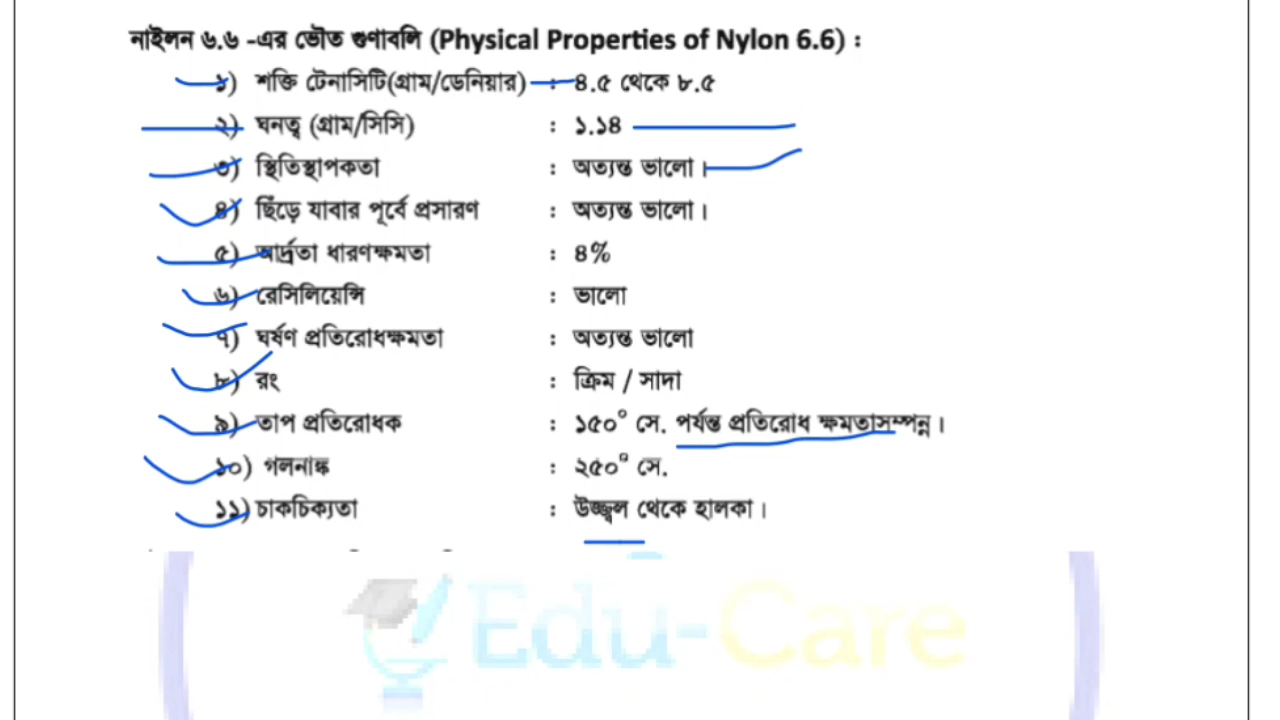 নাইলন ৬.৬ -এর ভৌত গুণাবলি (Physical Properties of Nylon 6.6) :
১) শক্তি টেনাসিটি(গ্রাম/ডেনিয়ার) : ৪.৫ থেকে ৮.৫
২) ঘনত্ব (গ্রাম/সিসি) : ১.১৪
৩) স্থিতিস্থাপকতা : অত্যন্ত ভালো।
৪) ছিঁড়ে যাবার পূর্বে প্রসারণ : অত্যন্ত ভালো।
৫) আর্দ্রতা ধারণক্ষমতা : ৪%
৬) রেসিলিয়েন্সি : ভালো
৭) ঘর্ষণ প্রতিরোধক্ষমতা : অত্যন্ত ভালো
৮) রং : ক্রিম / সাদা
৯) তাপ প্রতিরোধক : ১৫০° সে. পর্যন্ত প্রতিরোধ ক্ষমতাসম্পন্ন।
১০) গলনাঙ্ক : ২৫০° সে.
১১) চাকচিক্যতা : উজ্জ্বল থেকে হালকা।
Edu-Care